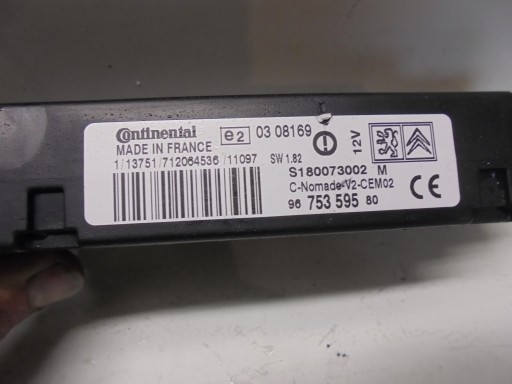 Continental e2 03 08169
MADE IN FRANCE
1/13751/712064536/11097 SW 1.82
12V
S180073002 M
C-Nomade-V2-CEM02
96 753 595 80 CE